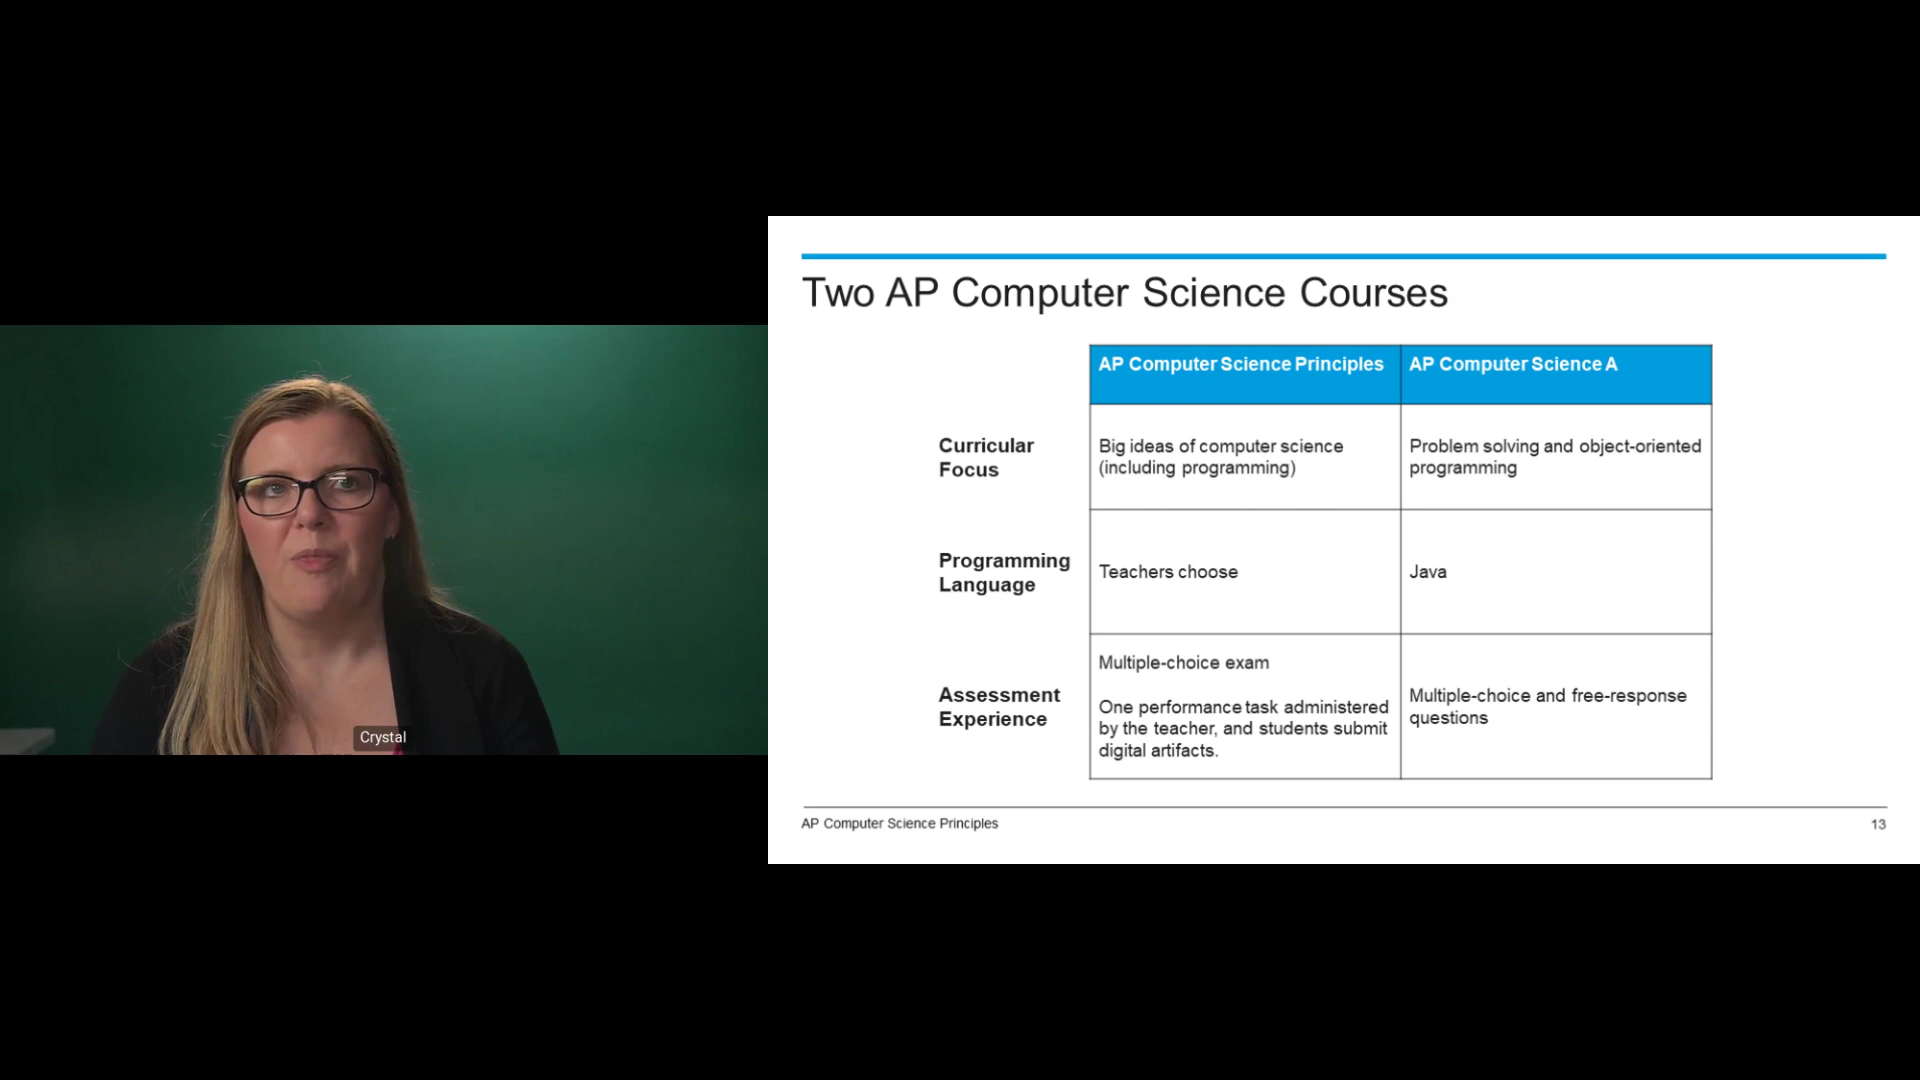 Two AP Computer Science Courses
AP Computer Science Principles
AP Computer Science A
Curricular
Focus
Big ideas of computer science
(including programming)
Problem solving and object-oriented
programming
Programming
Language
Teachers choose
Java
Assessment
Experience
Multiple-choice exam
One performance task administered
by the teacher, and students submit
digital artifacts.
Multiple-choice and free-response
questions
Crystal
AP Computer Science Principles
13